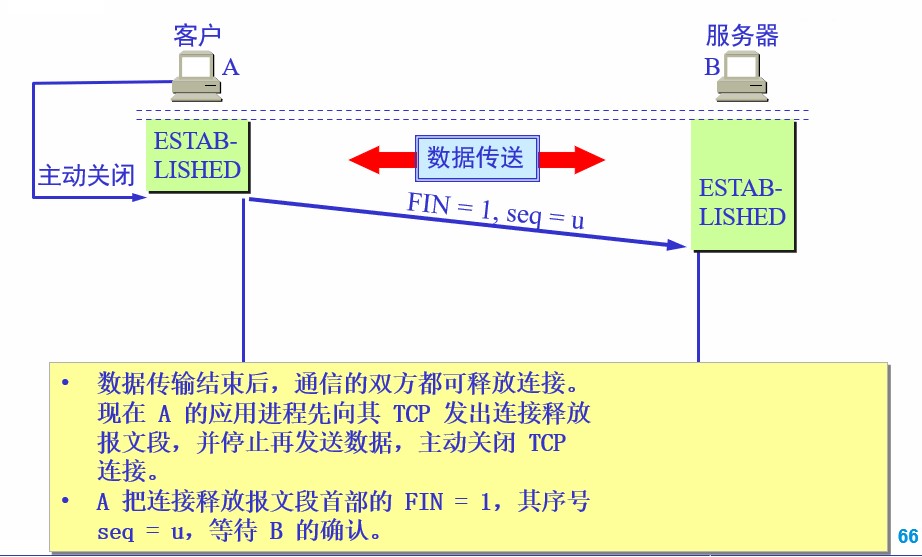 客户
服务器
A
B
ESTAB-
LISHED
数据传送
主动关闭
FIN = 1, seq = u
ESTAB-
LISHED
• 数据传输结束后，通信的双方都可释放连接。
现在 A 的应用进程先向其 TCP 发出连接释放
报文段，并停止再发送数据，主动关闭 TCP
连接。
• A 把连接释放报文段首部的 FIN = 1，其序号
seq = u，等待 B 的确认。
66